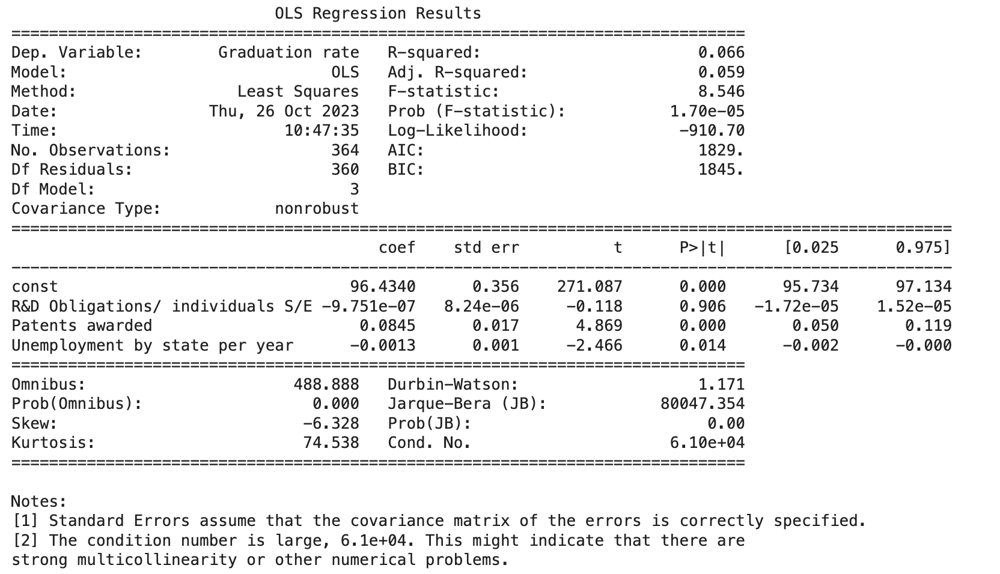 OLS Regression Results
==============================================================================
Dep. Variable: Graduation rate R-squared: 0.066
Model: OLS Adj. R-squared: 0.059
Method: Least Squares F-statistic: 8.546
Date: Thu, 26 Oct 2023 Prob (F-statistic): 1.70e-05
Time: 10:47:35 Log-Likelihood: -910.70
No. Observations: 364 AIC: 1829.
Df Residuals: 360 BIC: 1845.
Df Model: 3
Covariance Type: nonrobust
====================================================================================================
coef std err t P>|t| [0.025 0.975]
----------------------------------------------------------------------------------------------------
const 96.4340 0.356 271.087 0.000 95.734 97.134
R&D Obligations/ individuals S/E -9.751e-07 8.24e-06 -0.118 0.906 -1.72e-05 1.52e-05
Patents awarded 0.0845 0.017 4.869 0.000 0.050 0.119
Unemployment by state per year -0.0013 0.001 -2.466 0.014 -0.002 -0.000
==============================================================================
Omnibus: 488.888 Durbin-Watson: 1.171
Prob(Omnibus): 0.000 Jarque-Bera (JB): 80047.354
Skew: -6.328 Prob(JB): 0.00
Kurtosis: 74.538 Cond. No. 6.10e+04
==============================================================================
Notes:
[1] Standard Errors assume that the covariance matrix of the errors is correctly specified.
[2] The condition number is large, 6.1e+04. This might indicate that there are
strong multicollinearity or other numerical problems.